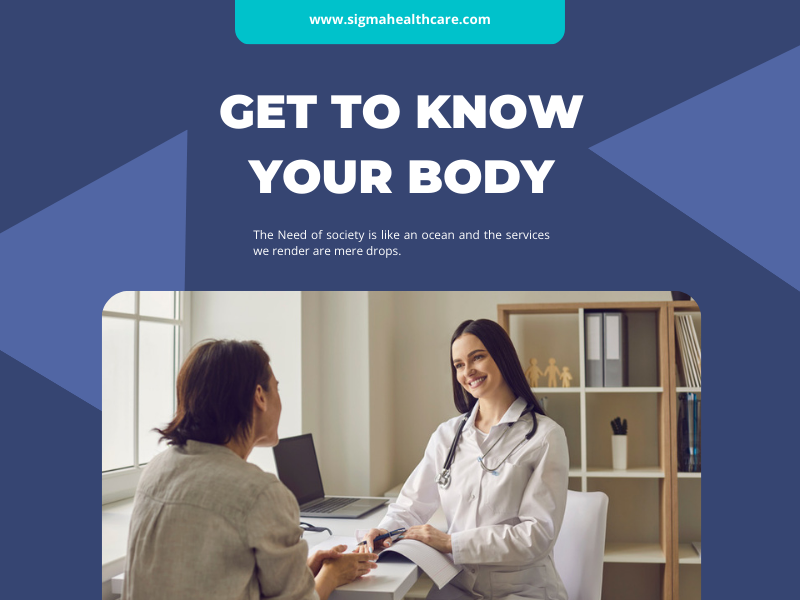 www.sigmahealthcare.com
GET TO KNOW
YOUR BODY
The Need of society is like an ocean and the services
we render are mere drops.